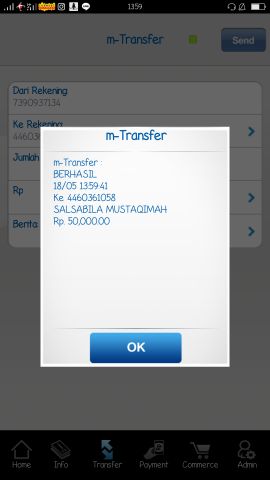 13:59
m-Transfer
Send
Dari Rekening
7390937134
Ke Rekening
44603
Jumlah
Rp
Berita
m-Transfer
m-Transfer :
BERHASIL
18/05 13:59:41
Ke 4460361058
SALSABILA MUSTAQIMAH
Rp. 50,000.00
OK
Home
Info
Transfer
Payment
Commerce
Admin